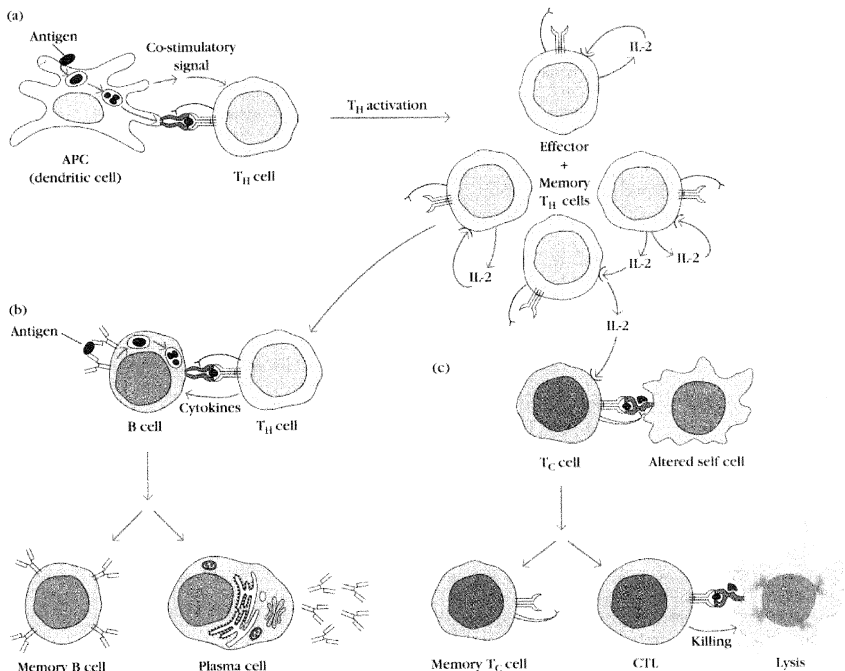 (a)
Antigen
Co-stimulatory
signal
APC
(dendritic cell)
TH cell
TH activation
IL-2
Effector
+
Memory
TH cells
IL-2
IL-2
IL-2
IL-2
(b)
Antigen
Cytokines
B cell
TH cell
Memory B cell
Plasma cell
(c)
TC cell
Altered self cell
Killing
Memory TC cell
CTL
Lysis